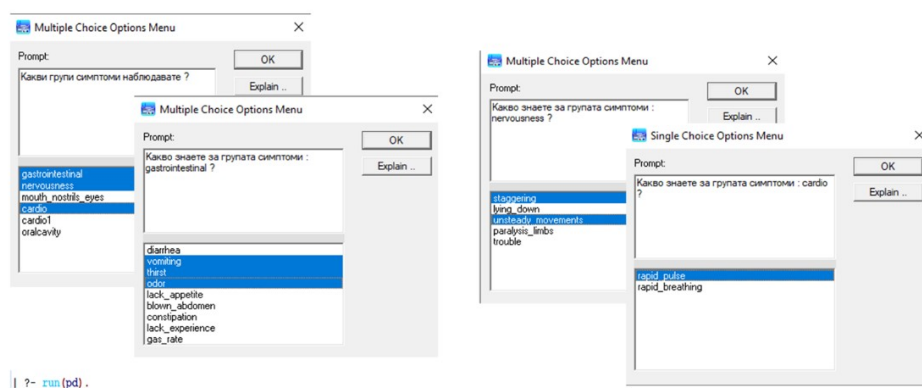 Multiple Choice Options Menu
Prompt:
OK
Какви групи симптоми наблюдавате ?
Explain ..
gastrointestinal
nervousness
mouth_nostrils_eyes
cardio
cardio1
oralcavity
Multiple Choice Options Menu
Prompt:
OK
Какво знаете за групата симптоми :
gastrointestinal ?
Explain ..
diarrhea
vomiting
thirst
odor
lack_appetite
blown_abdomen
constipation
lack_experience
gas_rate
Multiple Choice Options Menu
Prompt:
OK
Какво знаете за групата симптоми :
nervousness ?
Explain ..
staggering
lying_down
unsteady_movements
paralysis_limbs
trouble
Single Choice Options Menu
Prompt:
OK
Какво знаете за групата симптоми : cardio
?
Explain ..
rapid_pulse
rapid_breathing
| ?- run(pd).